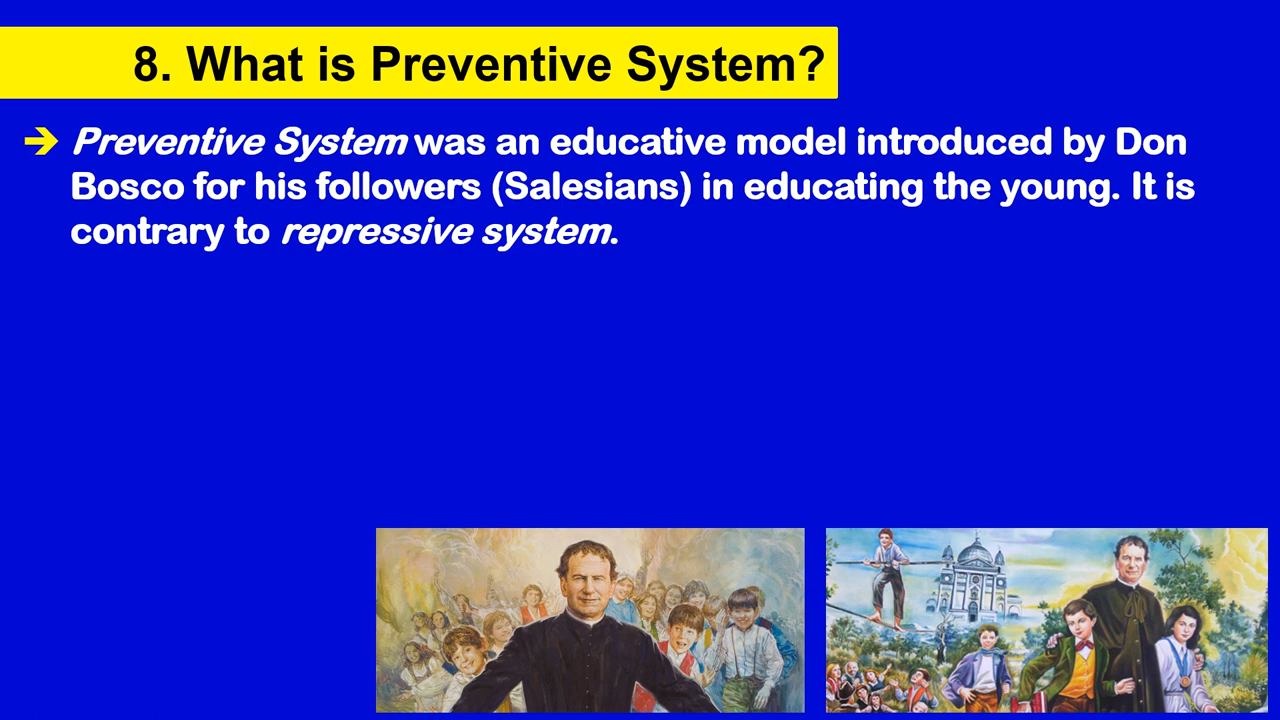 8. What is Preventive System?
➔ Preventive System was an educative model introduced by Don
Bosco for his followers (Salesians) in educating the young. It is
contrary to repressive system.